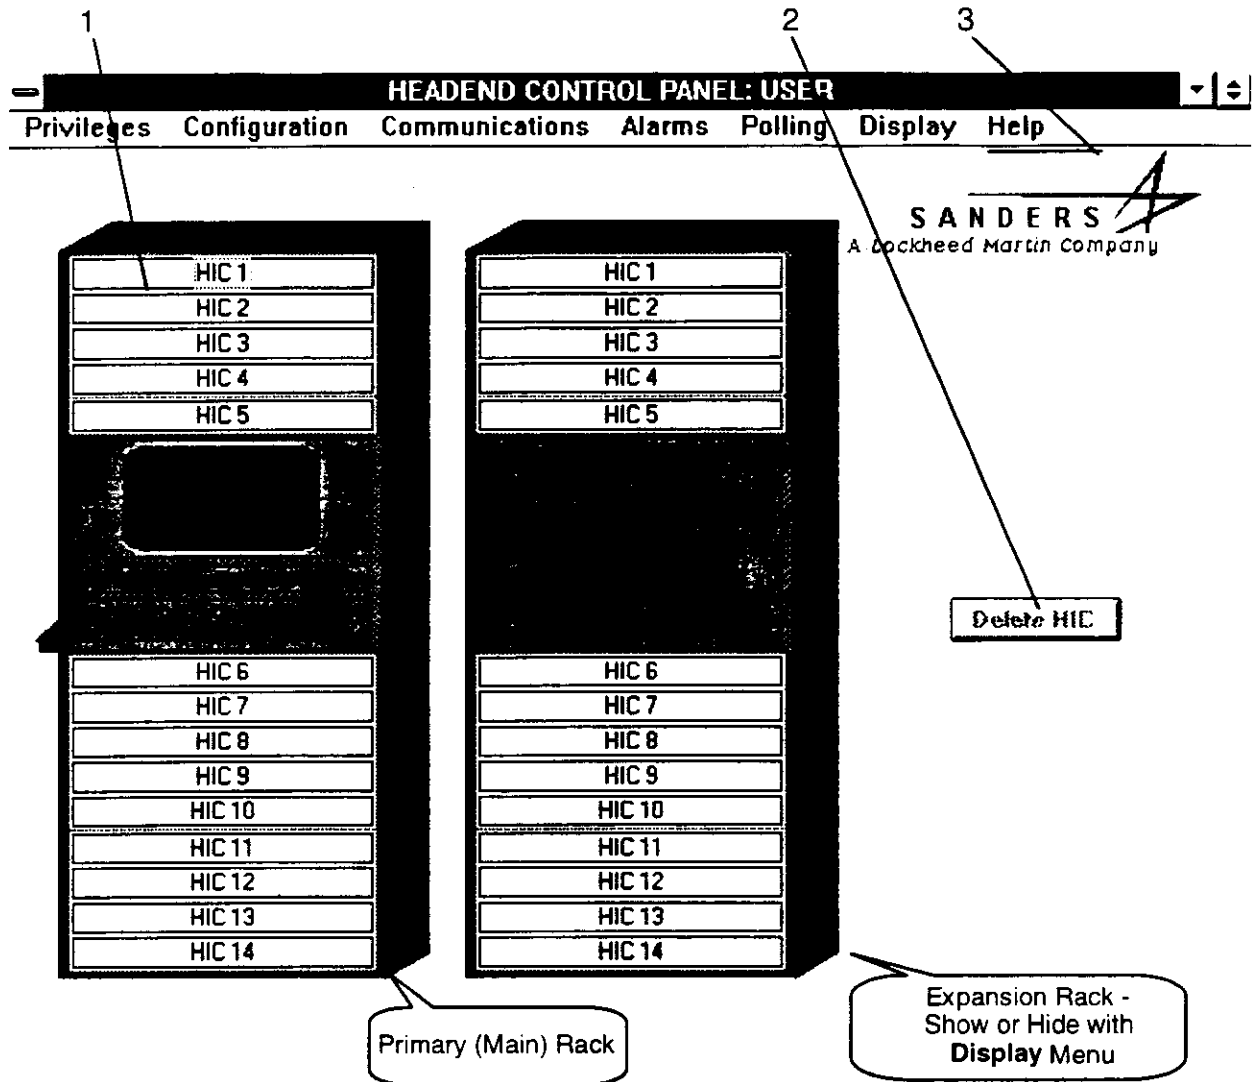 1 2 3
HEADEND CONTROL PANEL: USER
Privileges Configuration Communications Alarms Polling Display Help
SANDERS
A Lockheed Martin Company
HIC 1
HIC 2
HIC 3
HIC 4
HIC 5
HIC 6
HIC 7
HIC 8
HIC 9
HIC 10
HIC 11
HIC 12
HIC 13
HIC 14
HIC 1
HIC 2
HIC 3
HIC 4
HIC 5
HIC 6
HIC 7
HIC 8
HIC 9
HIC 10
HIC 11
HIC 12
HIC 13
HIC 14
Delete HIC
Primary (Main) Rack
Expansion Rack -
Show or Hide with
Display Menu